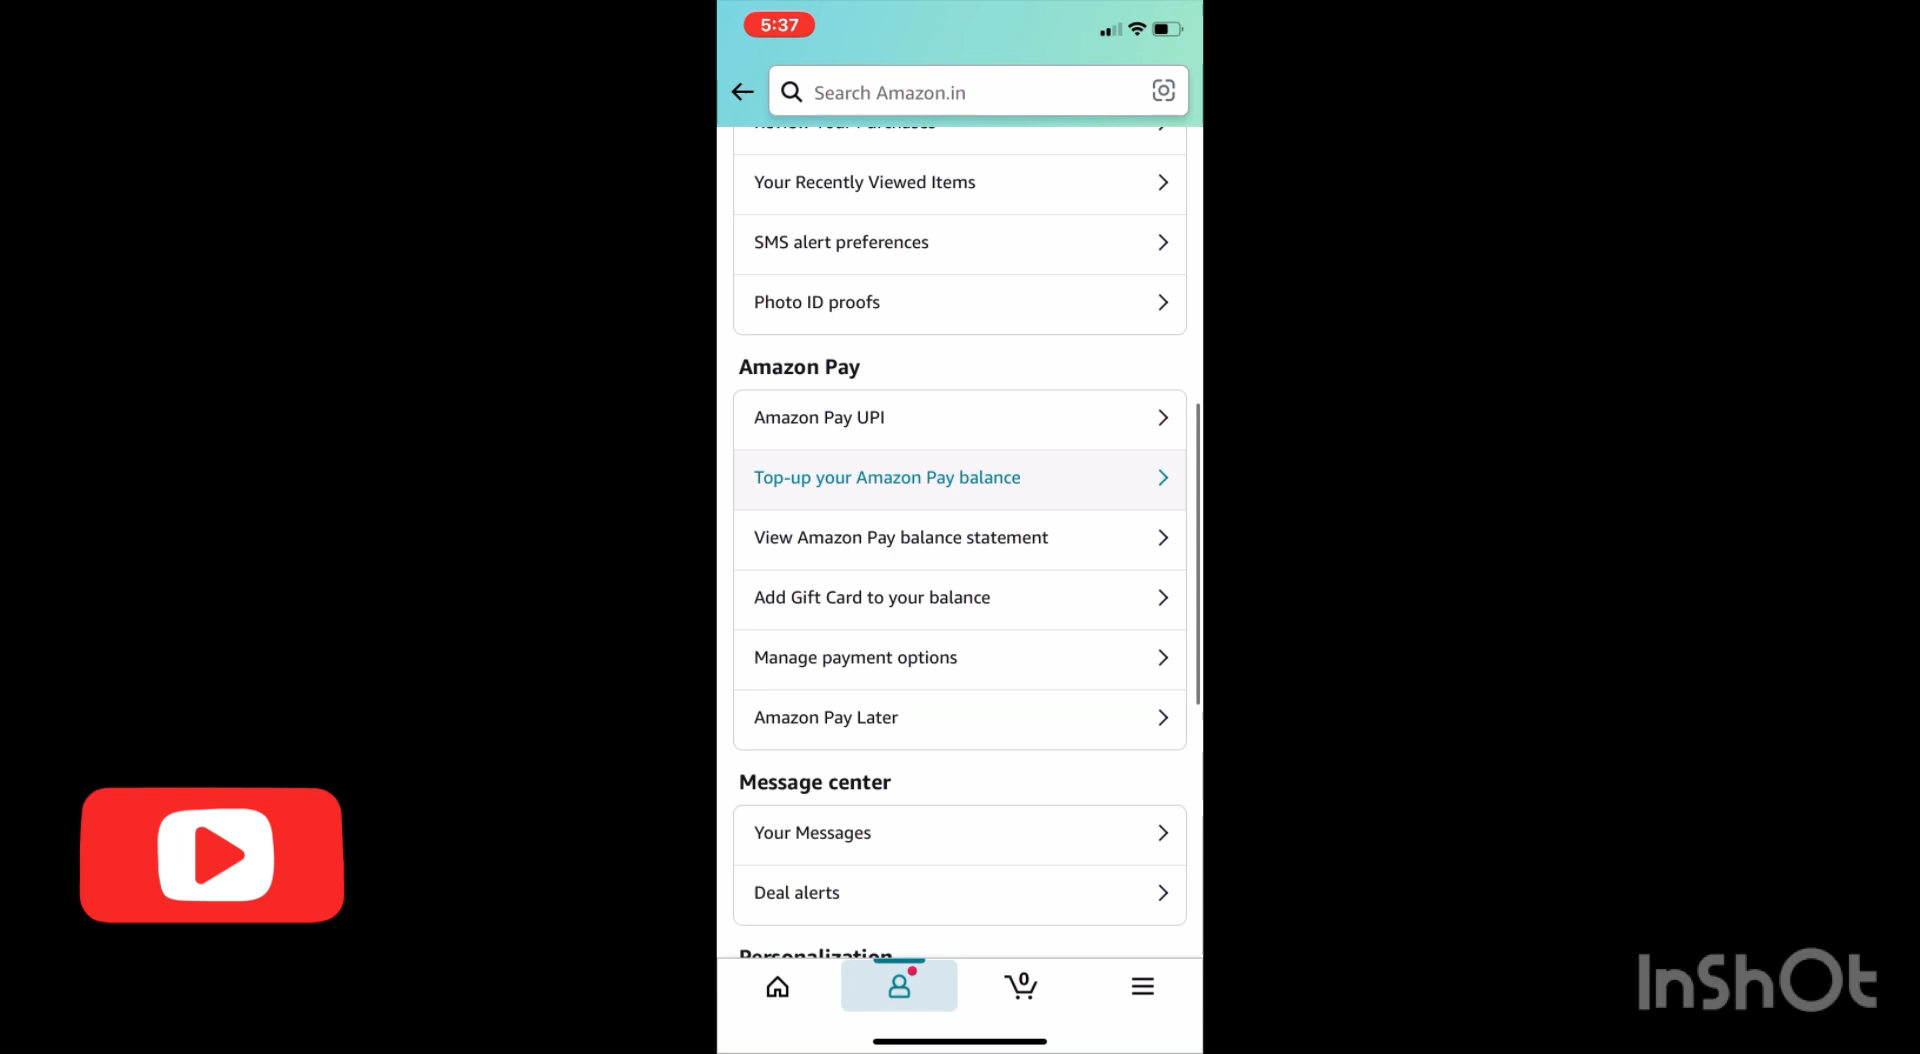 5:37
Search Amazon.in
Review Your Purchases
Your Recently Viewed Items
SMS alert preferences
Photo ID proofs
Amazon Pay
Amazon Pay UPI
Top-up your Amazon Pay balance
View Amazon Pay balance statement
Add Gift Card to your balance
Manage payment options
Amazon Pay Later
Message center
Your Messages
Deal alerts
Personalization
0
InShOt